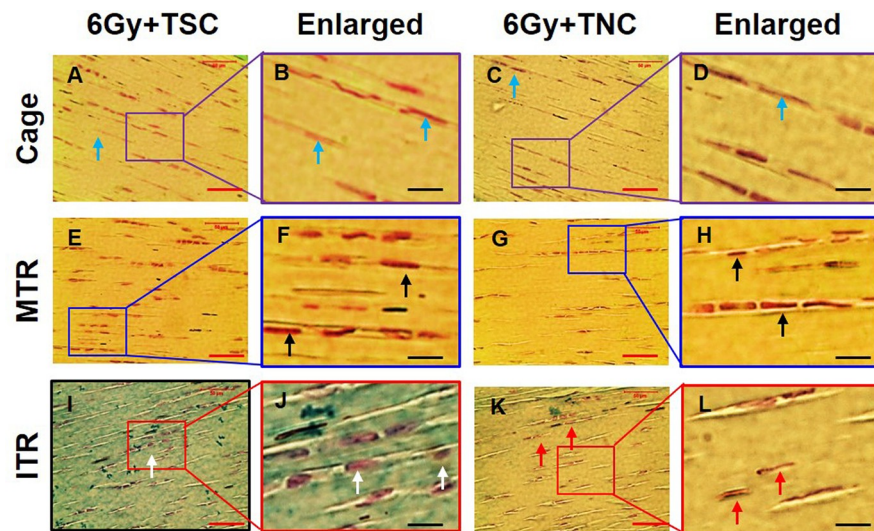 6Gy+TSC Enlarged 6Gy+TNC Enlarged
Cage
A B C D
MTR
E F G H
ITR
I J K L